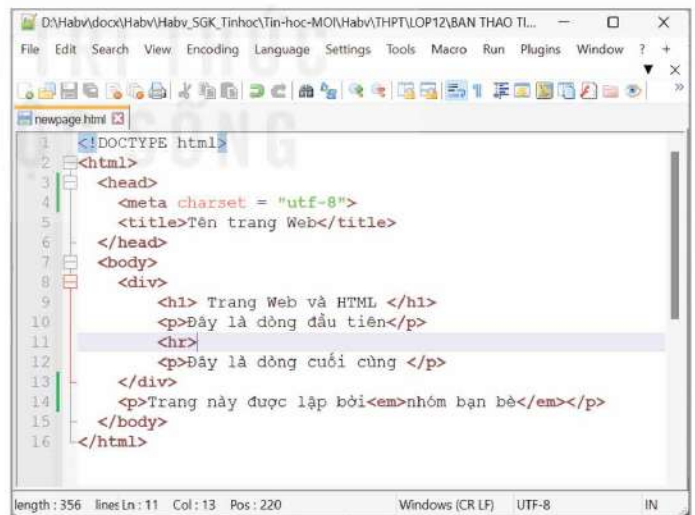 D:\Habv\docx\Habv\Habv_SGK_Tinhoc\Tin-hoc-MOI\Habv\THPT\LOP12\BAN THAO TI...
File Edit Search View Encoding Language Settings Tools Macro Run Plugins Window ? +
newpage.html
1 <!DOCTYPE html>
2 <html>
3 <head>
4 <meta charset = "utf-8">
5 <title>Tên trang Web</title>
6 </head>
7 <body>
8 <div>
9 <h1> Trang Web và HTML </h1>
10 <p>Đây là dòng đầu tiên</p>
11 <hr>
12 <p>Đây là dòng cuối cùng </p>
13 </div>
14 <p>Trang này được lập bởi<em>nhóm bạn bè</em></p>
15 </body>
16 </html>
length : 356 lines Ln : 11 Col : 13 Pos : 220 Windows (CR LF) UTF-8 IN